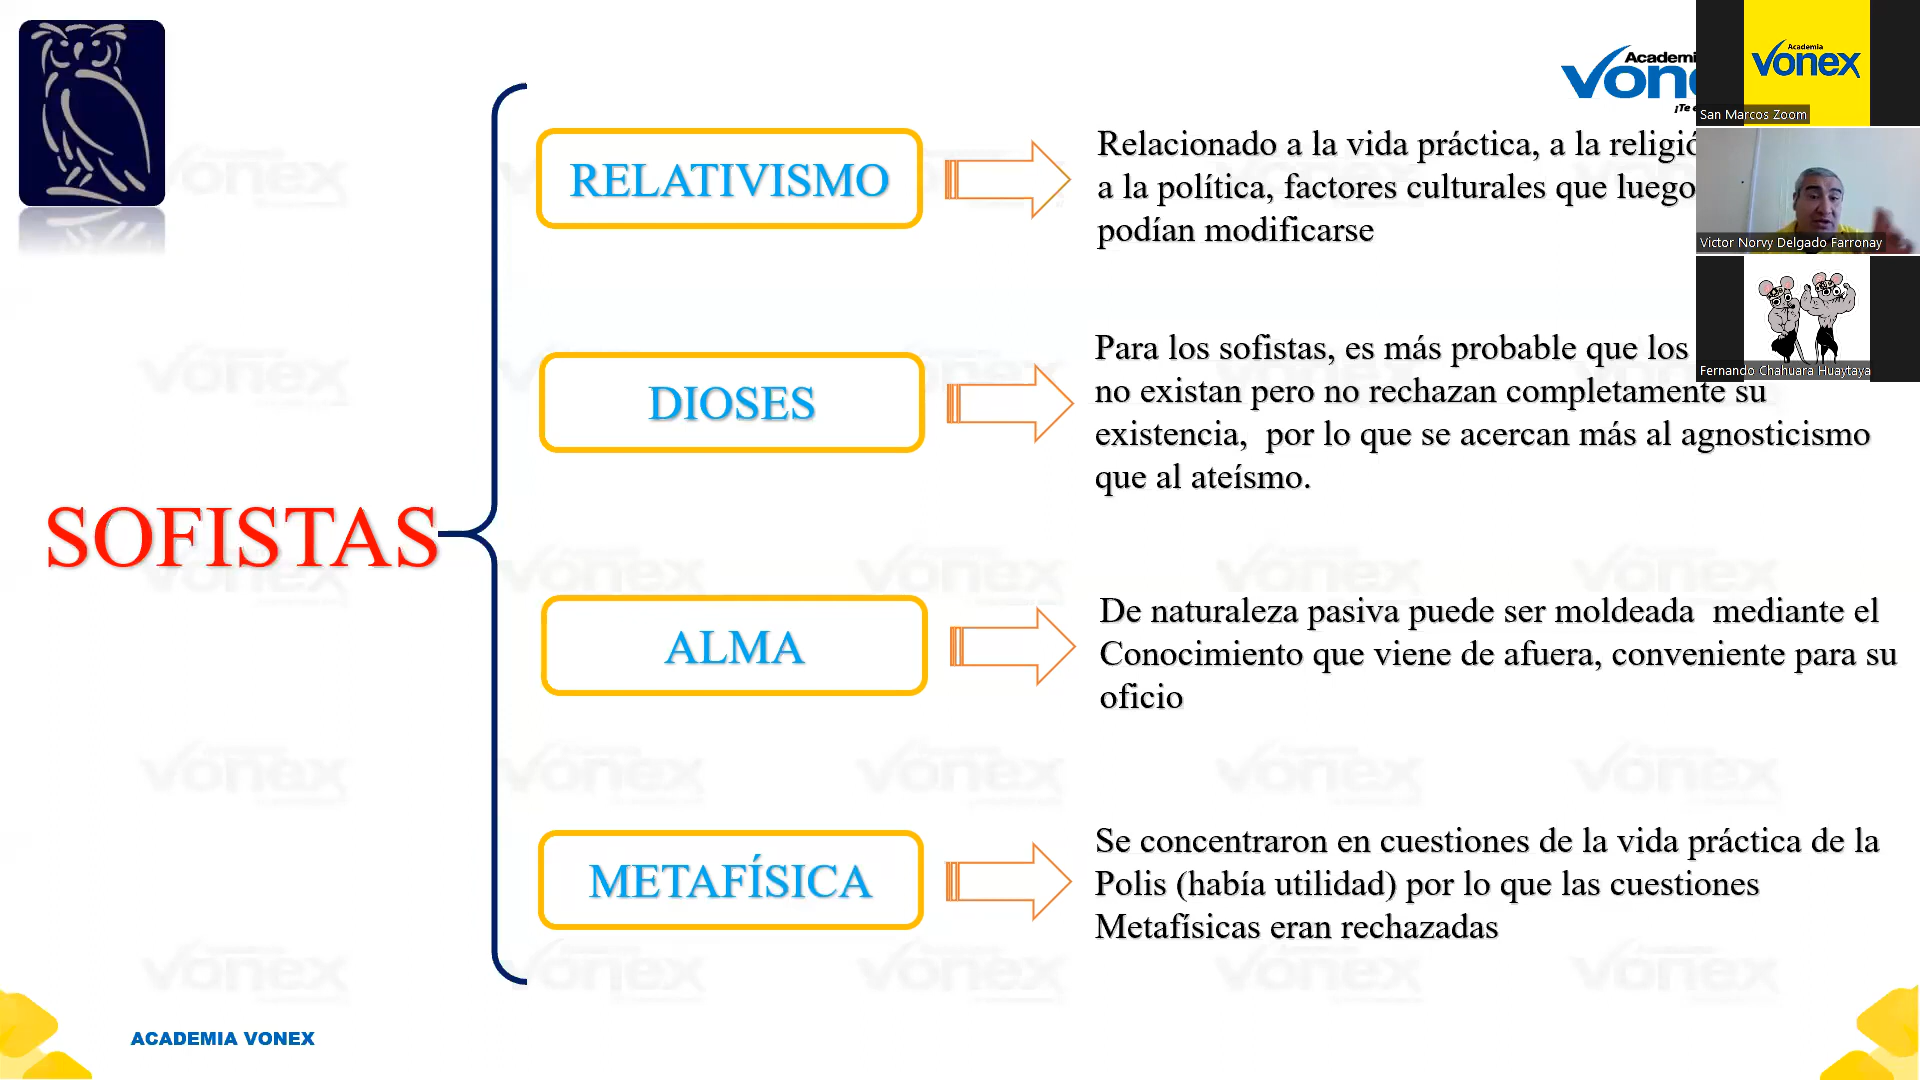 Academia
vonex
San Marcos Zoom
¡Te
RELATIVISMO
Relacionado a la vida práctica, a la
a la política, factores culturales que luego
podían modificarse
Victor Norvy Delgado Farronay
Fernando Chahuara Huaytaya
DIOSES
Para los sofistas, es más probable que los
no existan pero no rechazan completamente su
existencia, por lo que se acercan más al agnosticismo
que al ateísmo.
SOFISTAS
ALMA
De naturaleza pasiva puede ser moldeada mediante el
Conocimiento que viene de afuera, conveniente para su
oficio
METAFÍSICA
Se concentraron en cuestiones de la vida práctica de la
Polis (había utilidad) por lo que las cuestiones
Metafísicas eran rechazadas
ACADEMIA VONEX